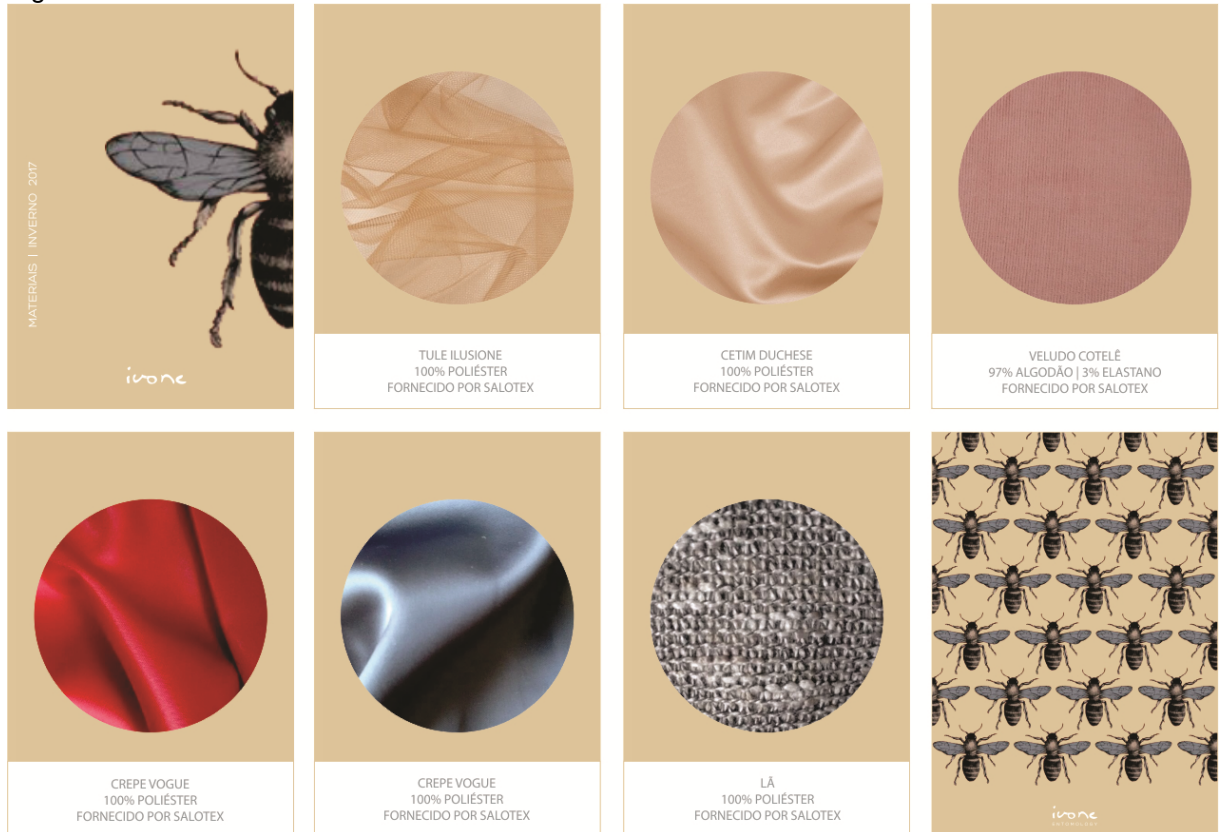 MATERIAIS | INVERNO 2017
ivone
TULE ILUSIONE
100% POLIÉSTER
FORNECIDO POR SALOTEX
CETIM DUCHESE
100% POLIÉSTER
FORNECIDO POR SALOTEX
VELUDO COTELÊ
97% ALGODÃO | 3% ELASTANO
FORNECIDO POR SALOTEX
CREPE VOGUE
100% POLIÉSTER
FORNECIDO POR SALOTEX
CREPE VOGUE
100% POLIÉSTER
FORNECIDO POR SALOTEX
LÃ
100% POLIÉSTER
FORNECIDO POR SALOTEX
ivone